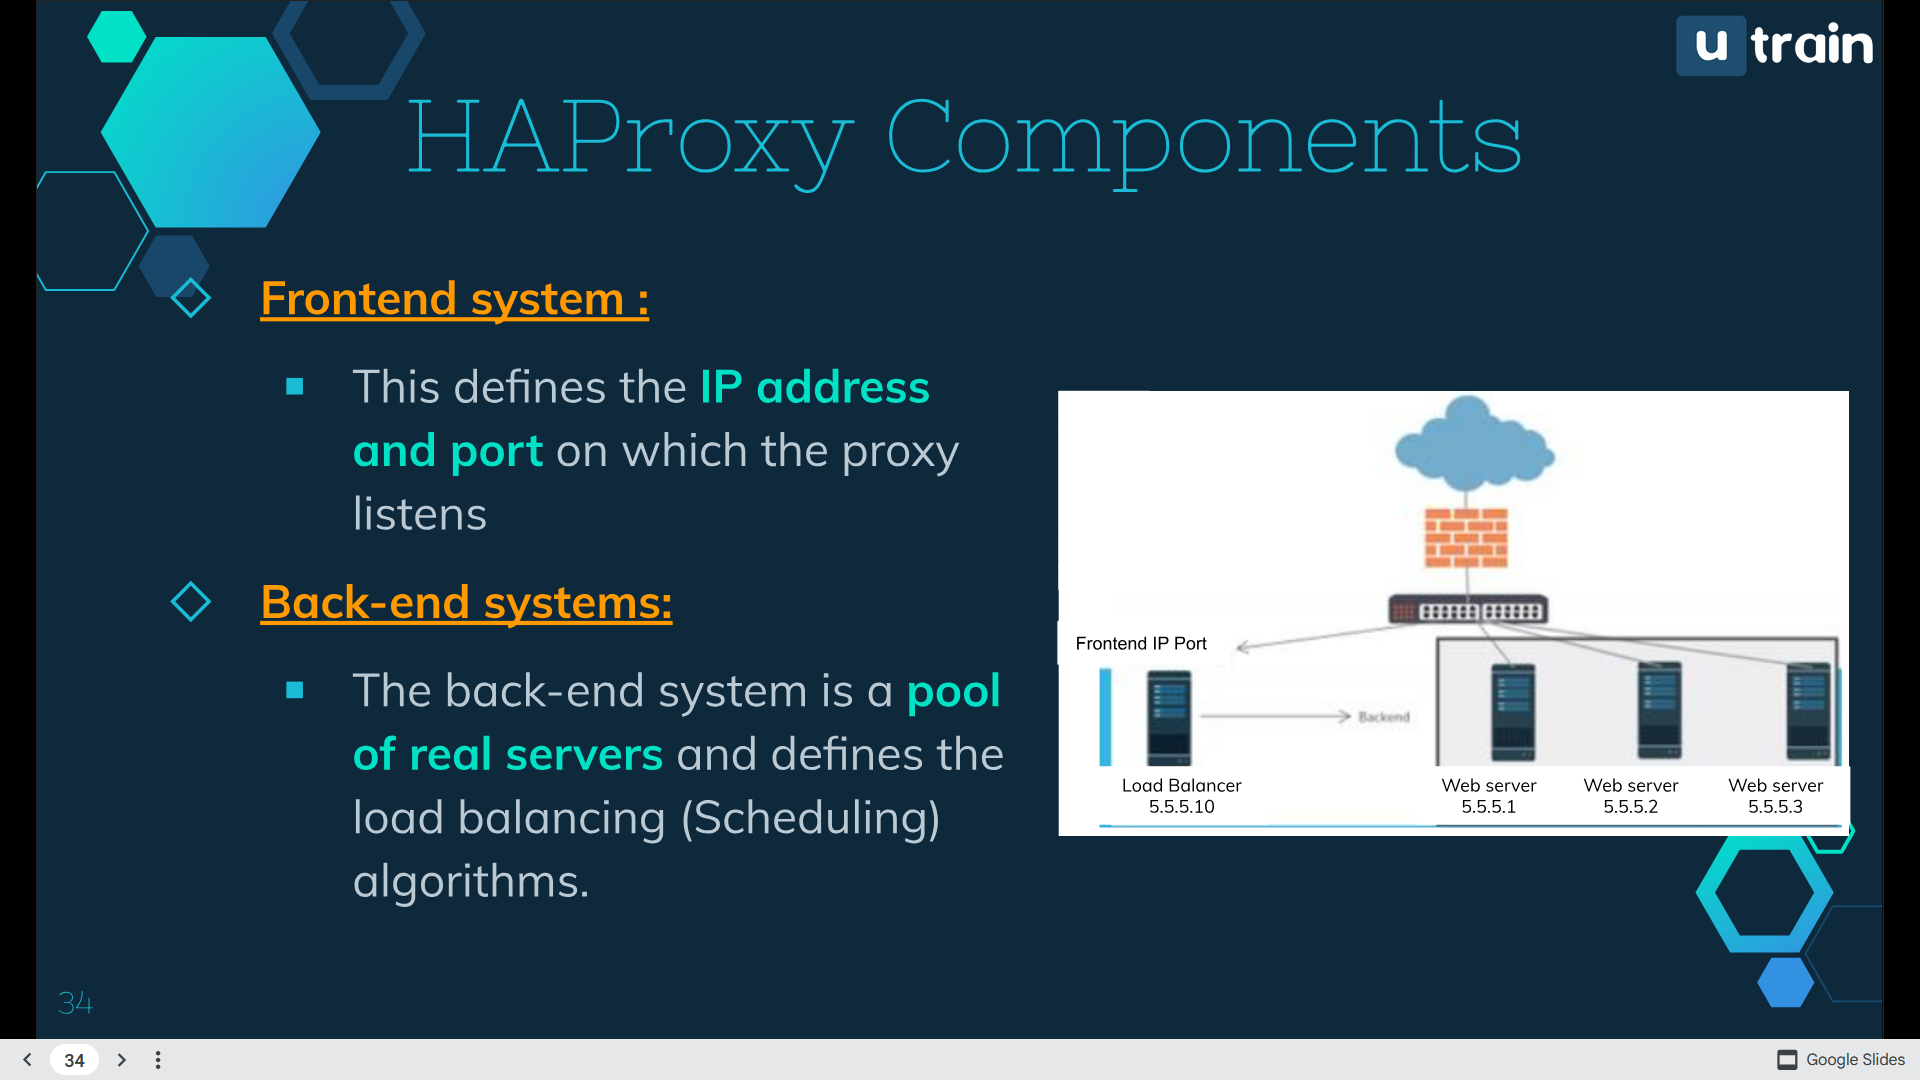 u train
HAProxy Components
Frontend system :
This defines the IP address
and port on which the proxy
listens
Back-end systems:
The back-end system is a pool
of real servers and defines the
load balancing (Scheduling)
algorithms.
Frontend IP Port
Backend
Load Balancer
5.5.5.10
Web server
5.5.5.1
Web server
5.5.5.2
Web server
5.5.5.3
34
34
Google Slides